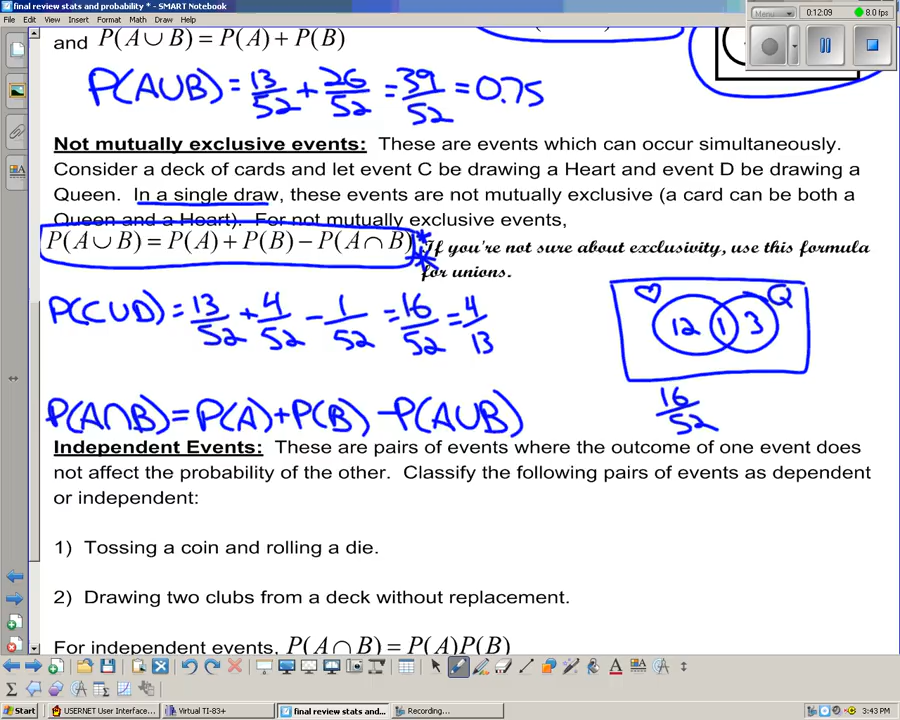 final review stats and probability * - SMART Notebook
File Edit View Insert Format Draw Help
Menu
0:12:09
8.0 fps
and P(A ∪ B) = P(A) + P(B)
P(A∪B) = 13/52 + 26/52 = 39/52 = 0.75
Not mutually exclusive events: These are events which can occur simultaneously.
Consider a deck of cards and let event C be drawing a Heart and event D be drawing a
Queen. In a single draw, these events are not mutually exclusive (a card can be both a
Queen and a Heart). For not mutually exclusive events,
P(A ∪ B) = P(A) + P(B) − P(A ∩ B)
** If you're not sure about exclusivity, use this formula
for unions.
P(C∪D) = 13/52 + 4/52 − 1/52 = 16/52 = 4/13
♡ Q
12 1 3
16/52
P(A∩B) = P(A) + P(B) − P(A∪B)
Independent Events: These are pairs of events where the outcome of one event does
not affect the probability of the other. Classify the following pairs of events as dependent
or independent:
1) Tossing a coin and rolling a die.
2) Drawing two clubs from a deck without replacement.
For independent events, P(A ∩ B) = P(A)P(B)
Start
USERNET User Interface...
Virtual TI-83+
final review stats and...
Recording...
3:43 PM